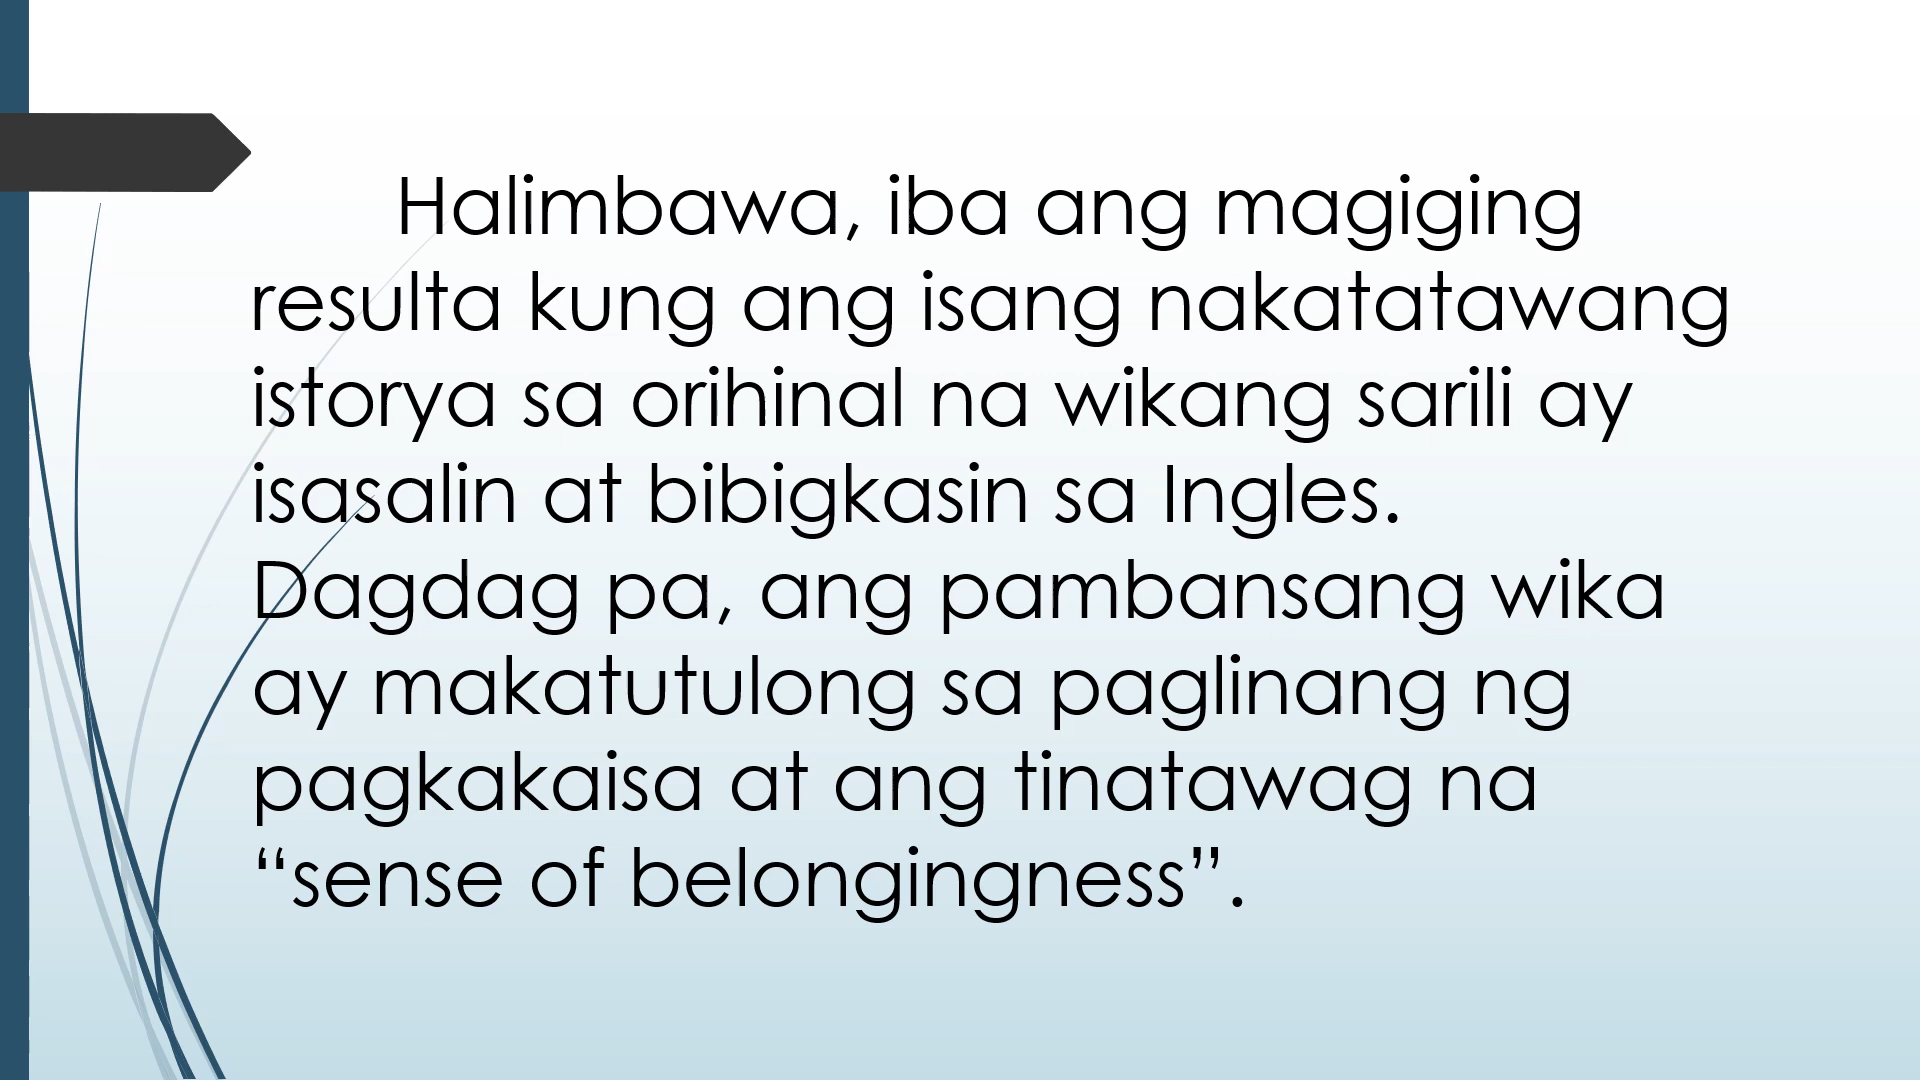 Halimbawa, iba ang magiging
resulta kung ang isang nakatatawang
istorya sa orihinal na wikang sarili ay
isasalin at bibigkasin sa Ingles.
Dagdag pa, ang pambansang wika
ay makatutulong sa paglinang ng
pagkakaisa at ang tinatawag na
“sense of belongingness”.